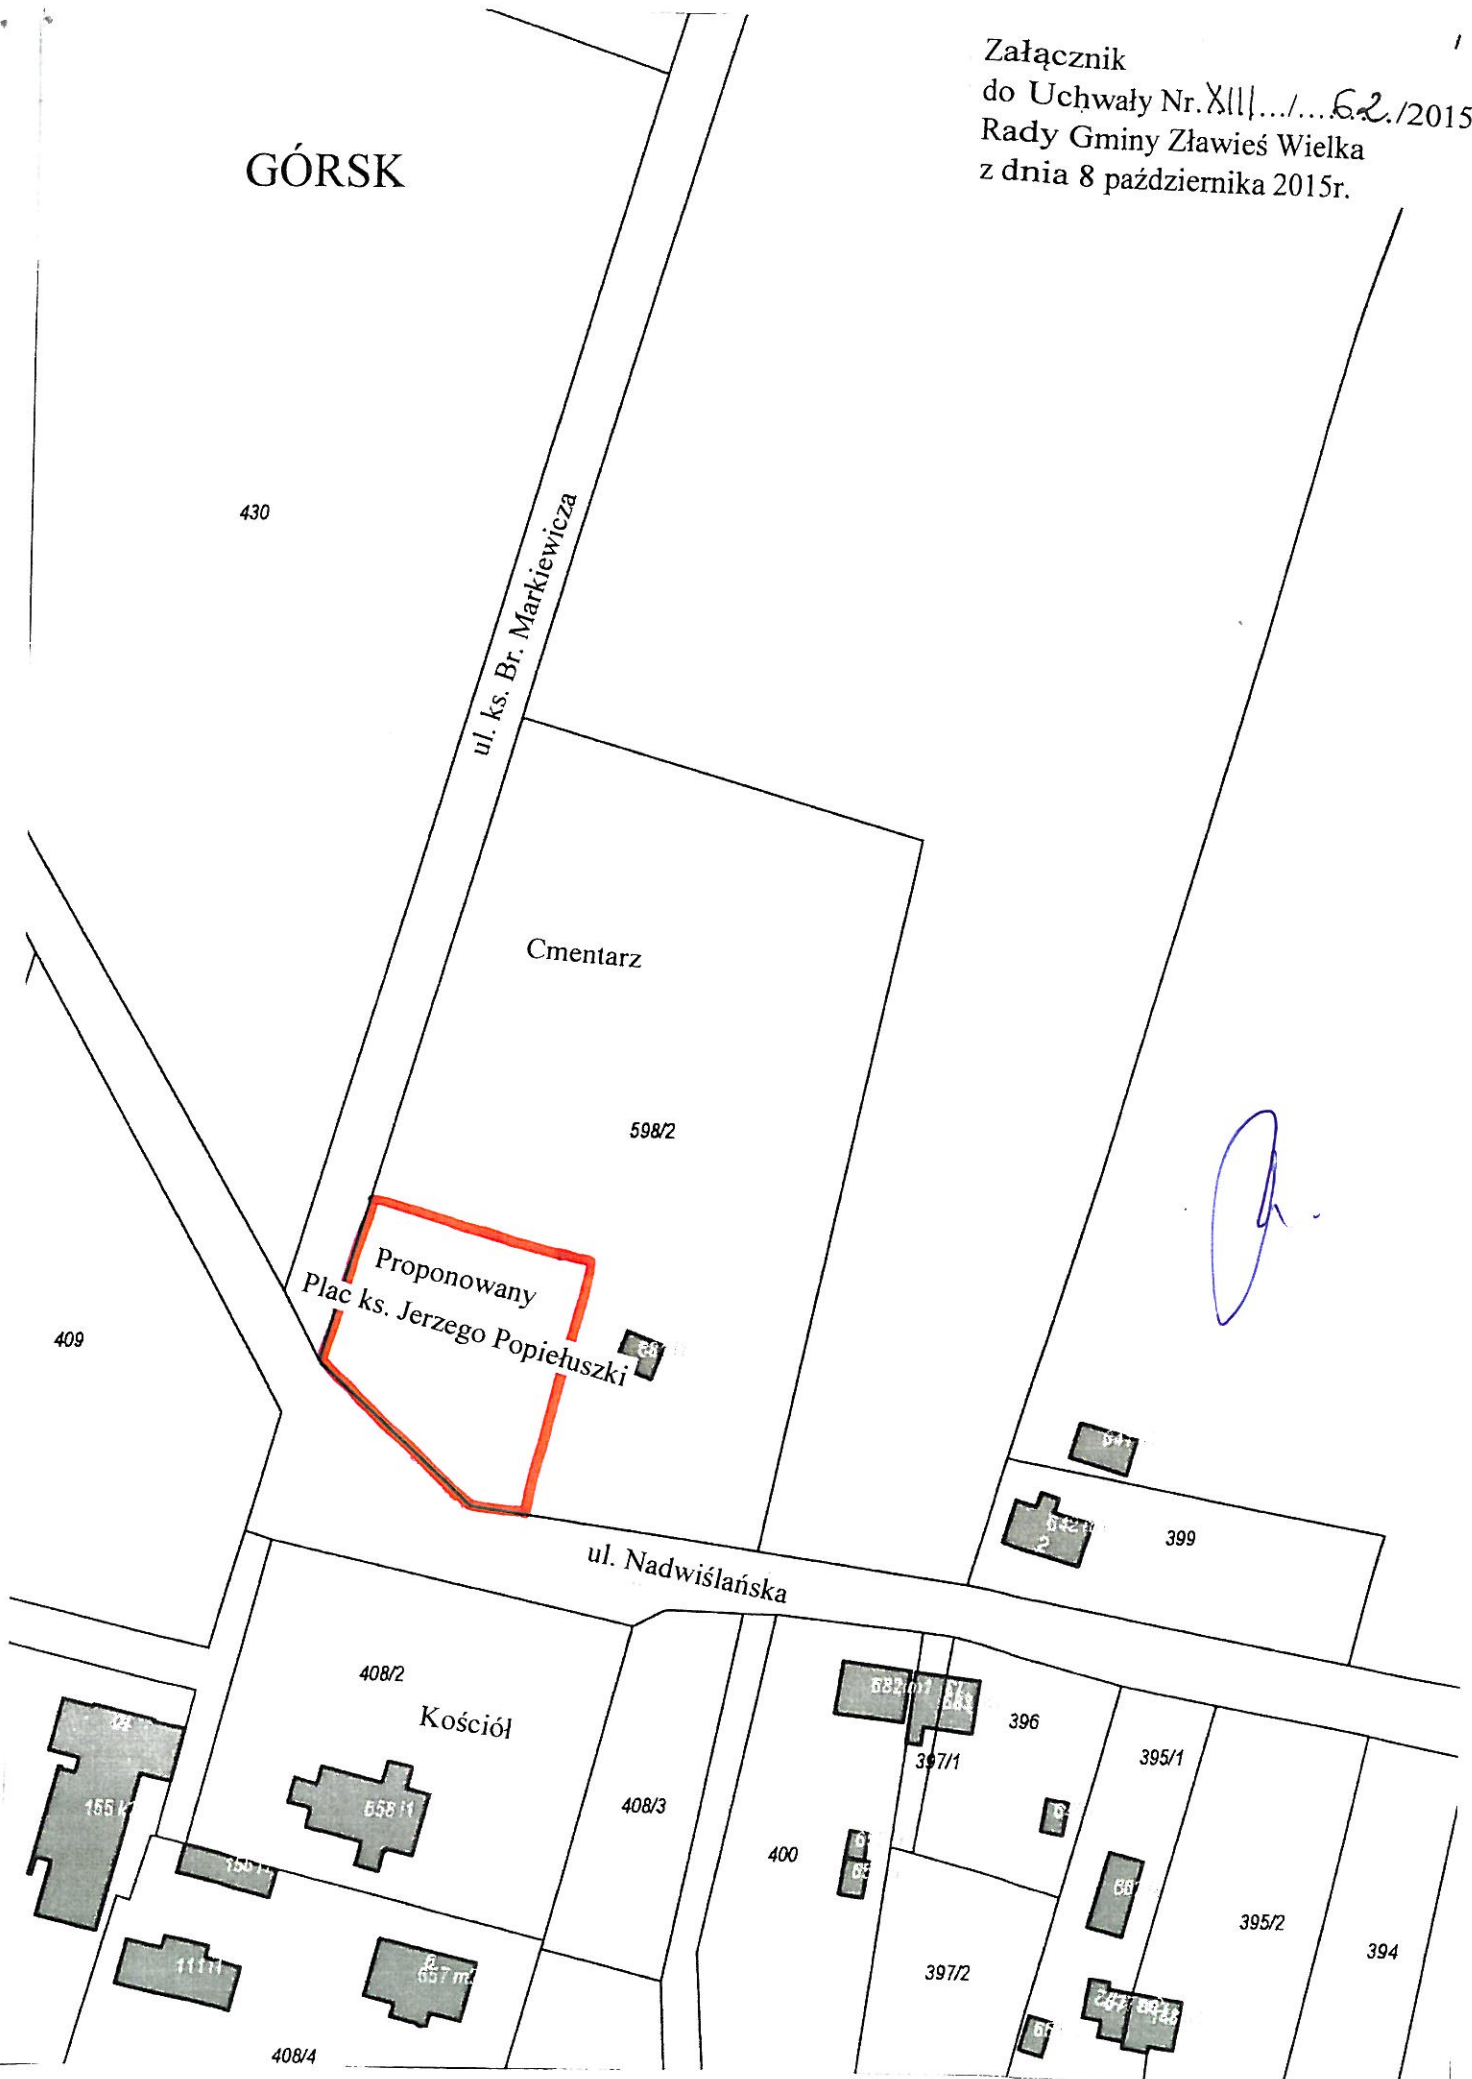 Załącznik
do Uchwały Nr. XIII.../....62./2015
Rady Gminy Zławieś Wielka
z dnia 8 października 2015r.
GÓRSK
430
ul. ks. Br. Markiewicza
Cmentarz
598/2
Proponowany
Plac ks. Jerzego Popiełuszki
409
399
2
ul. Nadwiślańska
408/2
Kościół
396
397/1
395/1
408/3
400
395/2
394
397/2
408/4